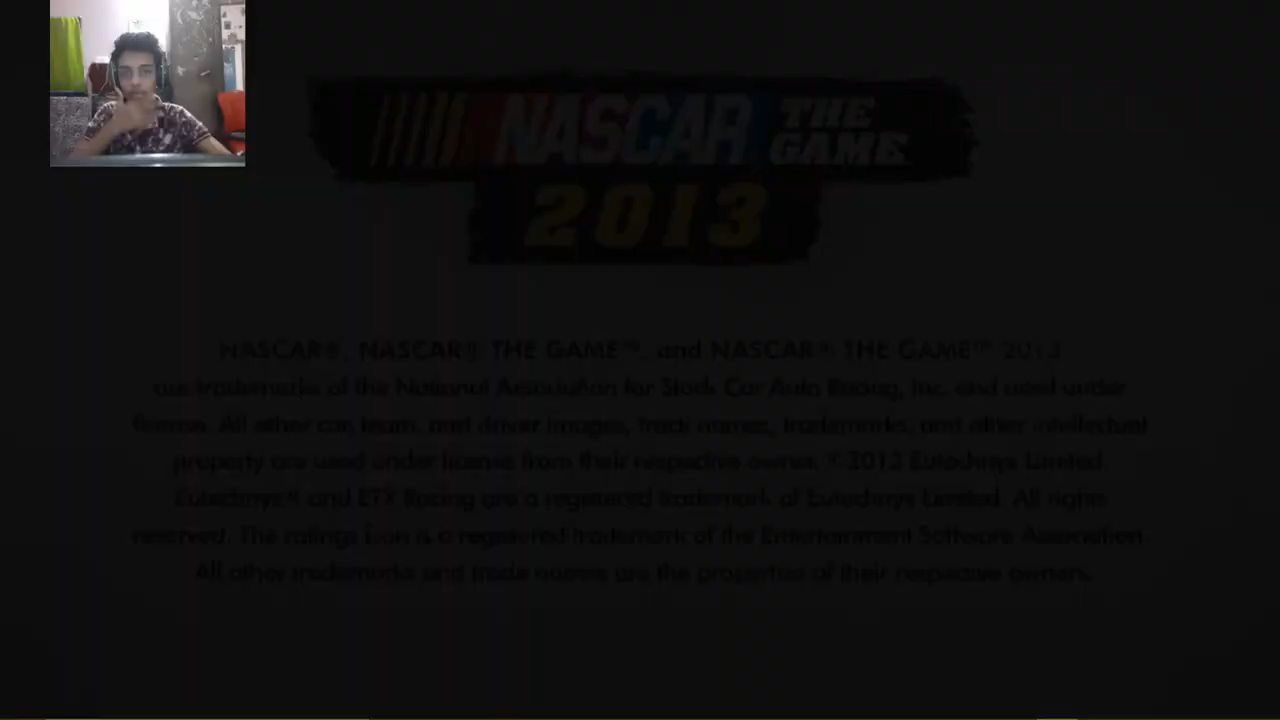 NASCAR THE
GAME
2013
NASCAR®, NASCAR® THE GAME™, and NASCAR® THE GAME™ 2013
are trademarks of the National Association for Stock Car Auto Racing, Inc. and used under
license. All other car, team, and driver images, track names, trademarks, and other intellectual
property are used under license from their respective owner. ©2013 Eutechnyx Limited.
Eutechnyx® and ETX Racing are a registered trademark of Eutechnyx Limited. All rights
reserved. The ratings icon is a registered trademark of the Entertainment Software Association.
All other trademarks and trade names are the properties of their respective owners.